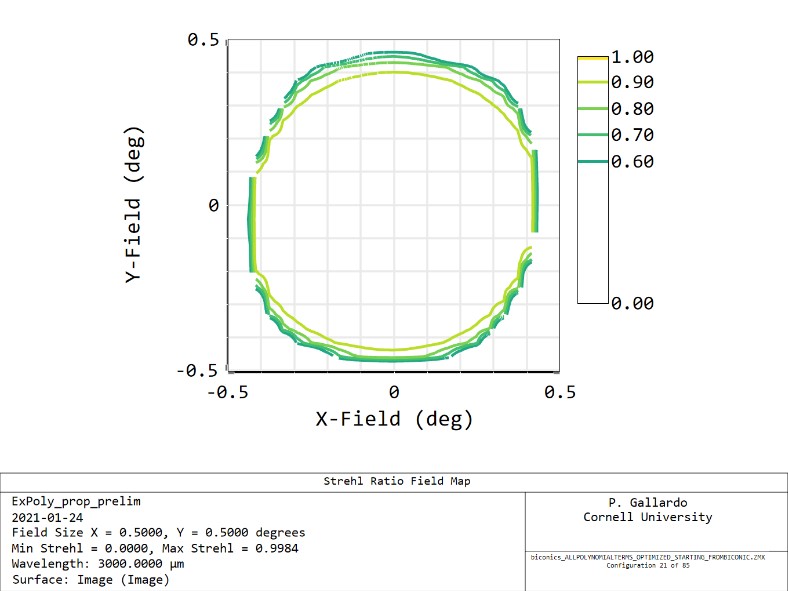 0.5
0
-0.5
-0.5
0
0.5
Y-Field (deg)
X-Field (deg)
1.00
0.90
0.80
0.70
0.60
0.00
Strehl Ratio Field Map
ExPoly_prop_prelim
2021-01-24
Field Size X = 0.5000, Y = 0.5000 degrees
Min Strehl = 0.0000, Max Strehl = 0.9984
Wavelength: 3000.0000 µm
Surface: Image (Image)
P. Gallardo
Cornell University
biconics_ALLPOLYNOMIALTERMS_OPTIMIZED_STARTING_FROMBICONIC.ZMX
Configuration 21 of 85